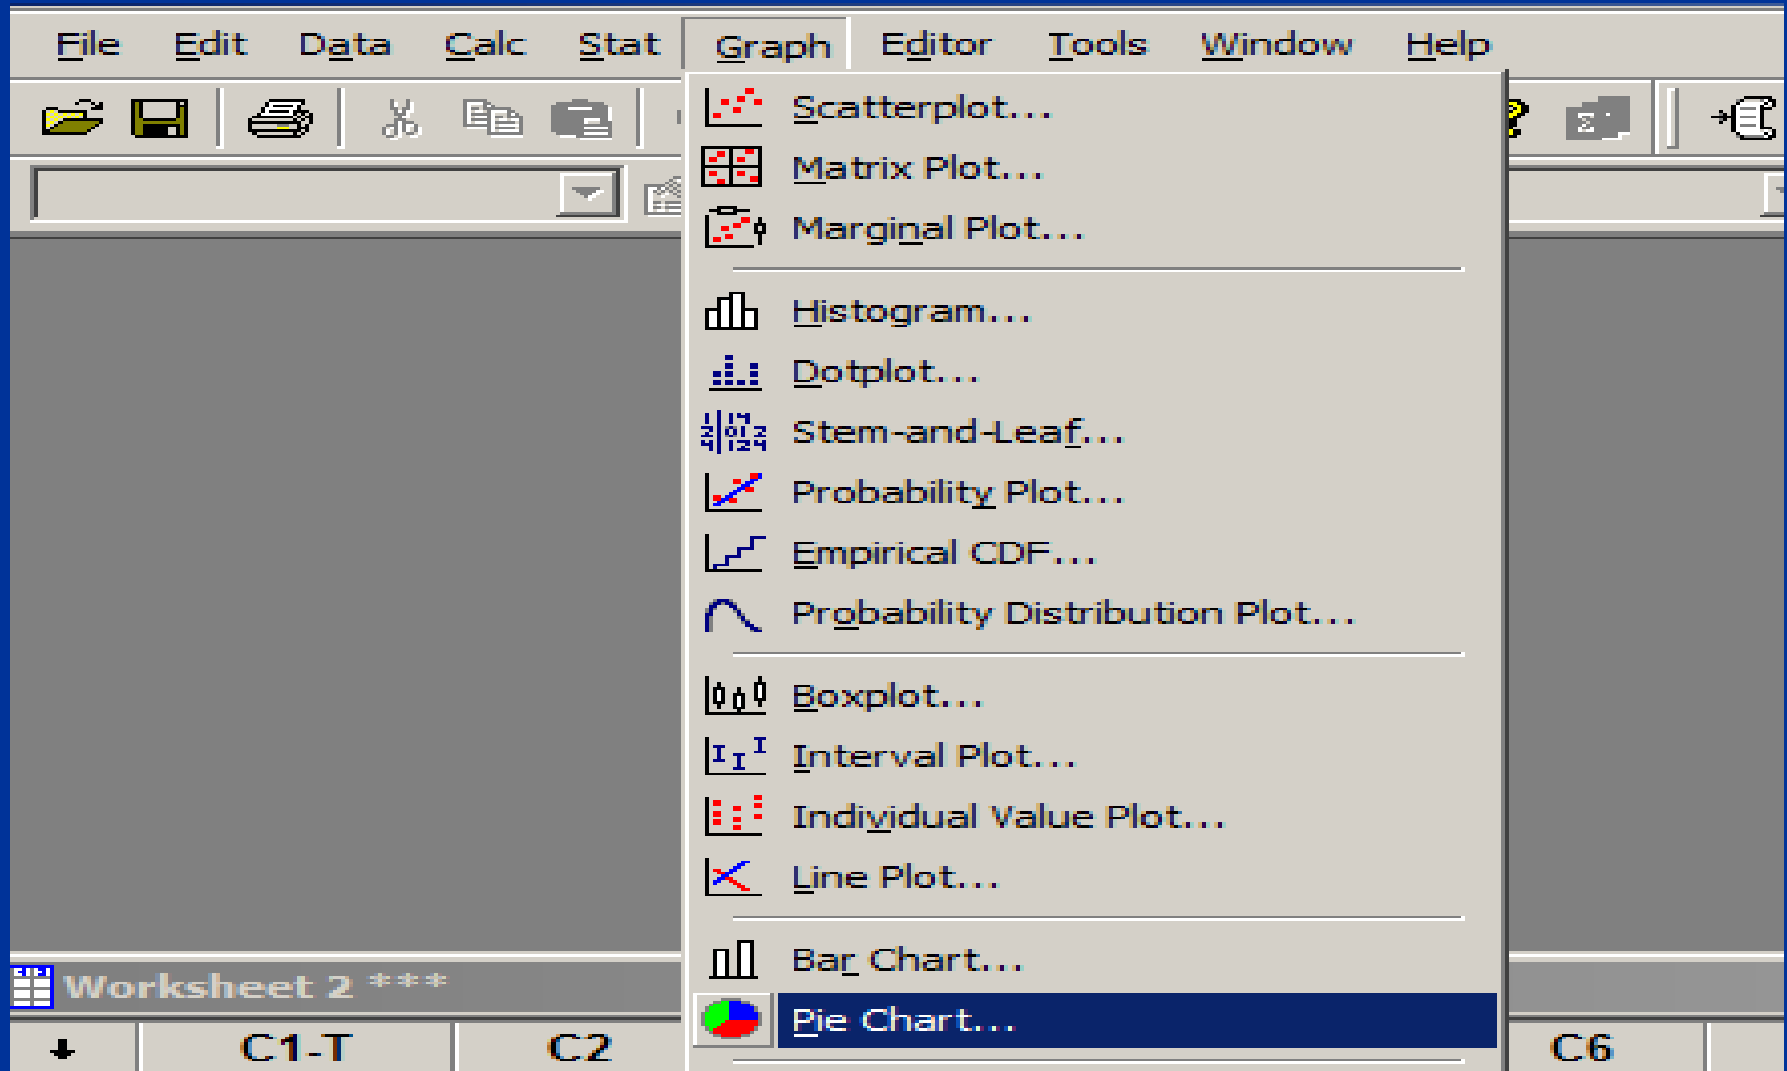 File Edit Data Calc Stat Graph Editor Tools Window Help
Scatterplot...
Matrix Plot...
Marginal Plot...
Histogram...
Dotplot...
Stem-and-Leaf...
Probability Plot...
Empirical CDF...
Probability Distribution Plot...
Boxplot...
Interval Plot...
Individual Value Plot...
Line Plot...
Bar Chart...
Pie Chart...
Worksheet 2 ***
C1-T C2 C6